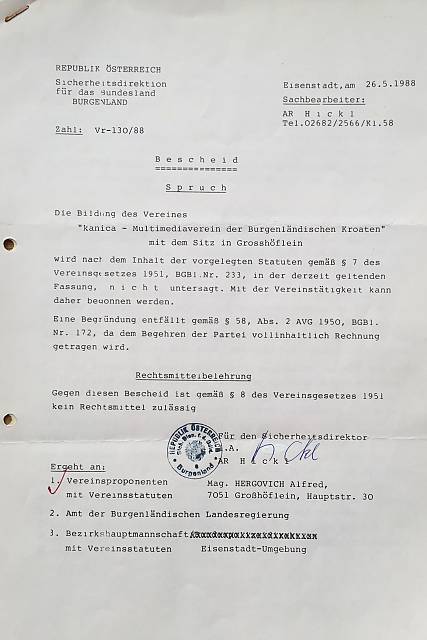 REPUBLIK ÖSTERREICH
Sicherheitsdirektion
für das Bundesland
BURGENLAND
Eisenstadt,am 26.5.1988
Sachbearbeiter:
AR H i c k l
Tel.02682/2566/Kl.58
Zahl: Vr-130/88
B e s c h e i d
===============
S p r u c h
Die Bildung des Vereines
"kanica - Multimediaverein der Burgenländischen Kroaten"
mit dem Sitz in Grosshöflein
wird nach dem Inhalt der vorgelegten Statuten gemäß § 7 des
Vereinsgesetzes 1951, BGBl.Nr. 233, in der derzeit geltenden
Fassung, n i c h t untersagt. Mit der Vereinstätigkeit kann
daher begonnen werden.
Eine Begründung entfällt gemäß § 58, Abs. 2 AVG 1950, BGBl.
Nr. 172, da dem Begehren der Partei vollinhaltlich Rechnung
getragen wird.
Rechtsmittelbelehrung
Gegen diesen Bescheid ist gemäß § 8 des Vereinsgesetzes 1951
kein Rechtsmittel zulässig
Für den Sicherheitsdirektor
i.A.
AR H i c k l
REPUBLIK ÖSTERREICH
Burgenland
Ergeht an:
1. Vereinsproponenten Mag. HERGOVICH Alfred,
mit Vereinsstatuten 7051 Großhöflein, Hauptstr. 30
2. Amt der Burgenländischen Landesregierung
3. Bezirkshauptmannschaft
mit Vereinsstatuten Eisenstadt-Umgebung